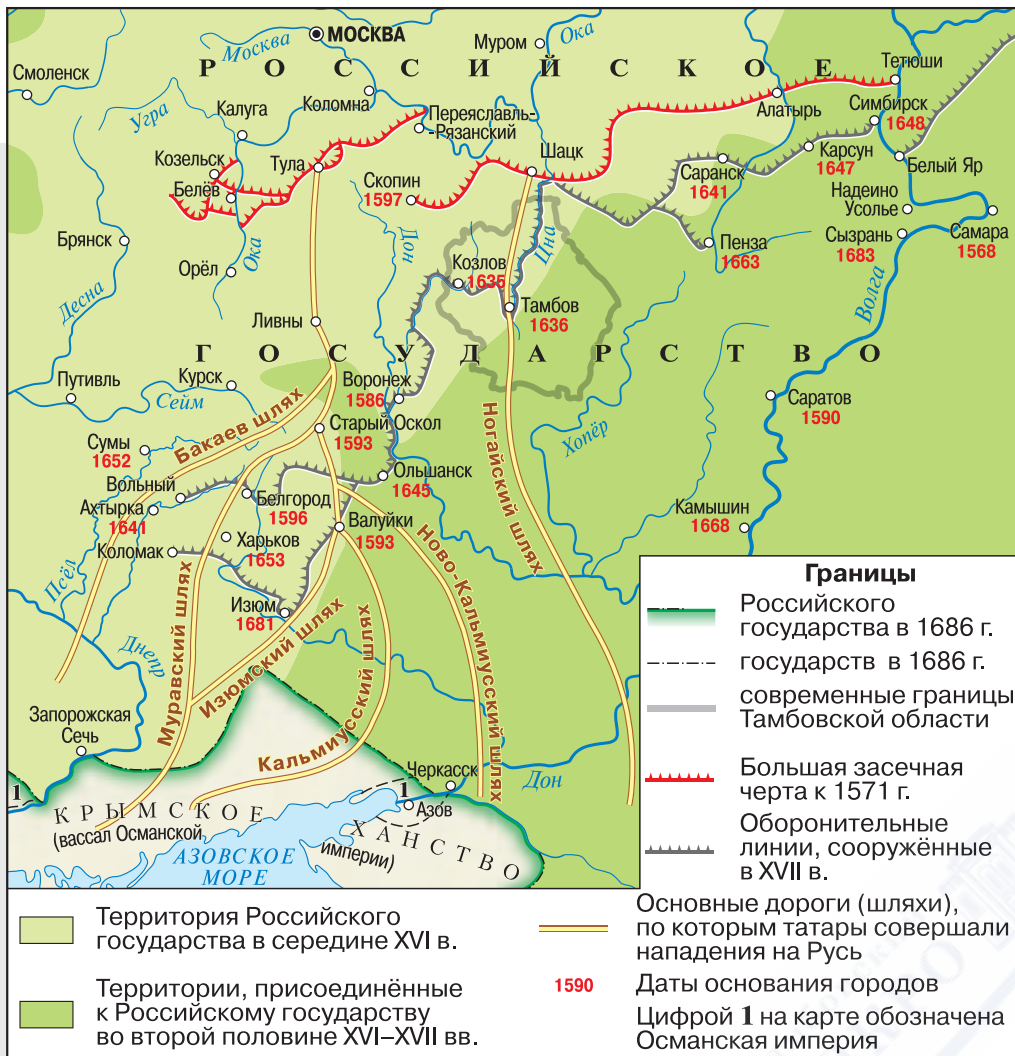 МОСКВА
Москва
Муром
Ока
РОССИЙСКОЕ
Смоленск
Тетюши
Угра
Калуга
Коломна
Переяславль-
-Рязанский
Алатырь
Симбирск
1648
Козельск
Тула
Шацк
Карсун
1647
Белый Яр
Белёв
Скопин
1597
Саранск
1641
Надеино
Усолье
Самара
1568
Брянск
Ока
Дон
Цна
Пенза
1663
Сызрань
1683
Орёл
Козлов
1635
Волга
Десна
Тамбов
1636
Ливны
ГОСУДАРСТВО
Путивль
Курск
Сейм
Воронеж
1586
Саратов
1590
Бакаев шлях
Старый Оскол
1593
Ногайский шлях
Хопёр
Сумы
1652
Вольный
Ольшанск
1645
Ахтырка
1641
Белгород
1596
Валуйки
1593
Камышин
1668
Харьков
1653
Коломак
Ново-Кальмиусский шлях
Псёл
Изюм
1681
Днепр
Муравский шлях
Изюмский шлях
Кальмиусский шлях
Запорожская
Сечь
Черкасск
Дон
1
1
Азов
КРЫМСКОЕ
(вассал Османской
ХАНСТВО
империи)
АЗОВСКОЕ
МОРЕ
Границы
Российского
государства в 1686 г.
государств в 1686 г.
современные границы
Тамбовской области
Большая засечная
черта к 1571 г.
Оборонительные
линии, сооружённые
в XVII в.
Территория Российского
государства в середине XVI в.
Территории, присоединённые
к Российскому государству
во второй половине XVI–XVII вв.
Основные дороги (шляхи),
по которым татары совершали
нападения на Русь
1590
Даты основания городов
Цифрой 1 на карте обозначена
Османская империя